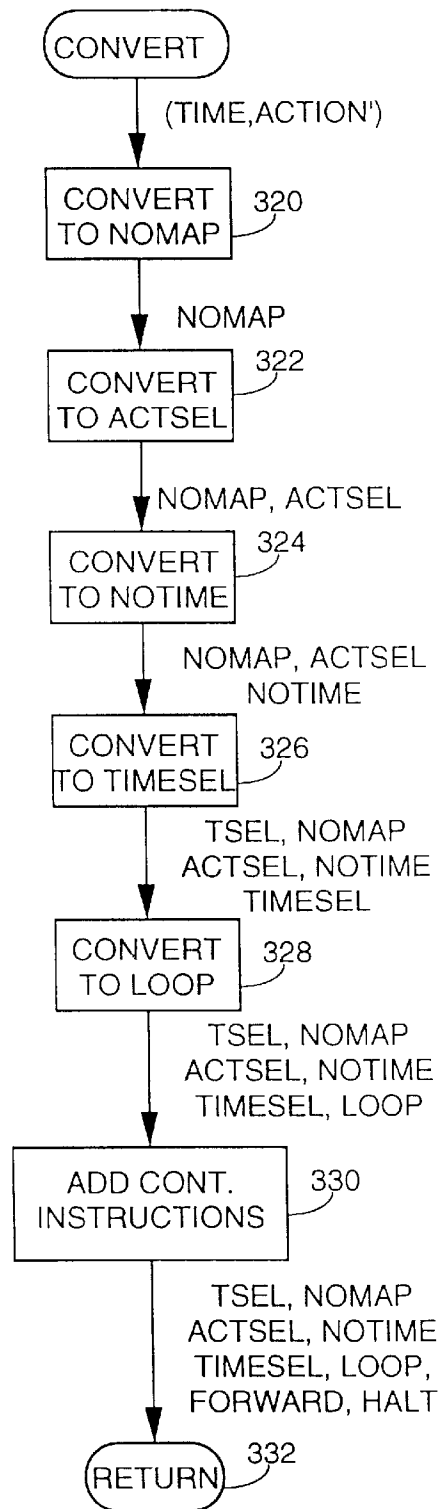 CONVERT
(TIME,ACTION')
CONVERT
TO NOMAP
320
NOMAP
CONVERT
TO ACTSEL
322
NOMAP, ACTSEL
CONVERT
TO NOTIME
324
NOMAP, ACTSEL
NOTIME
CONVERT
TO TIMESEL
326
TSEL, NOMAP
ACTSEL, NOTIME
TIMESEL
CONVERT
TO LOOP
328
TSEL, NOMAP
ACTSEL, NOTIME
TIMESEL, LOOP
ADD CONT.
INSTRUCTIONS
330
TSEL, NOMAP
ACTSEL, NOTIME
TIMESEL, LOOP,
FORWARD, HALT
RETURN
332